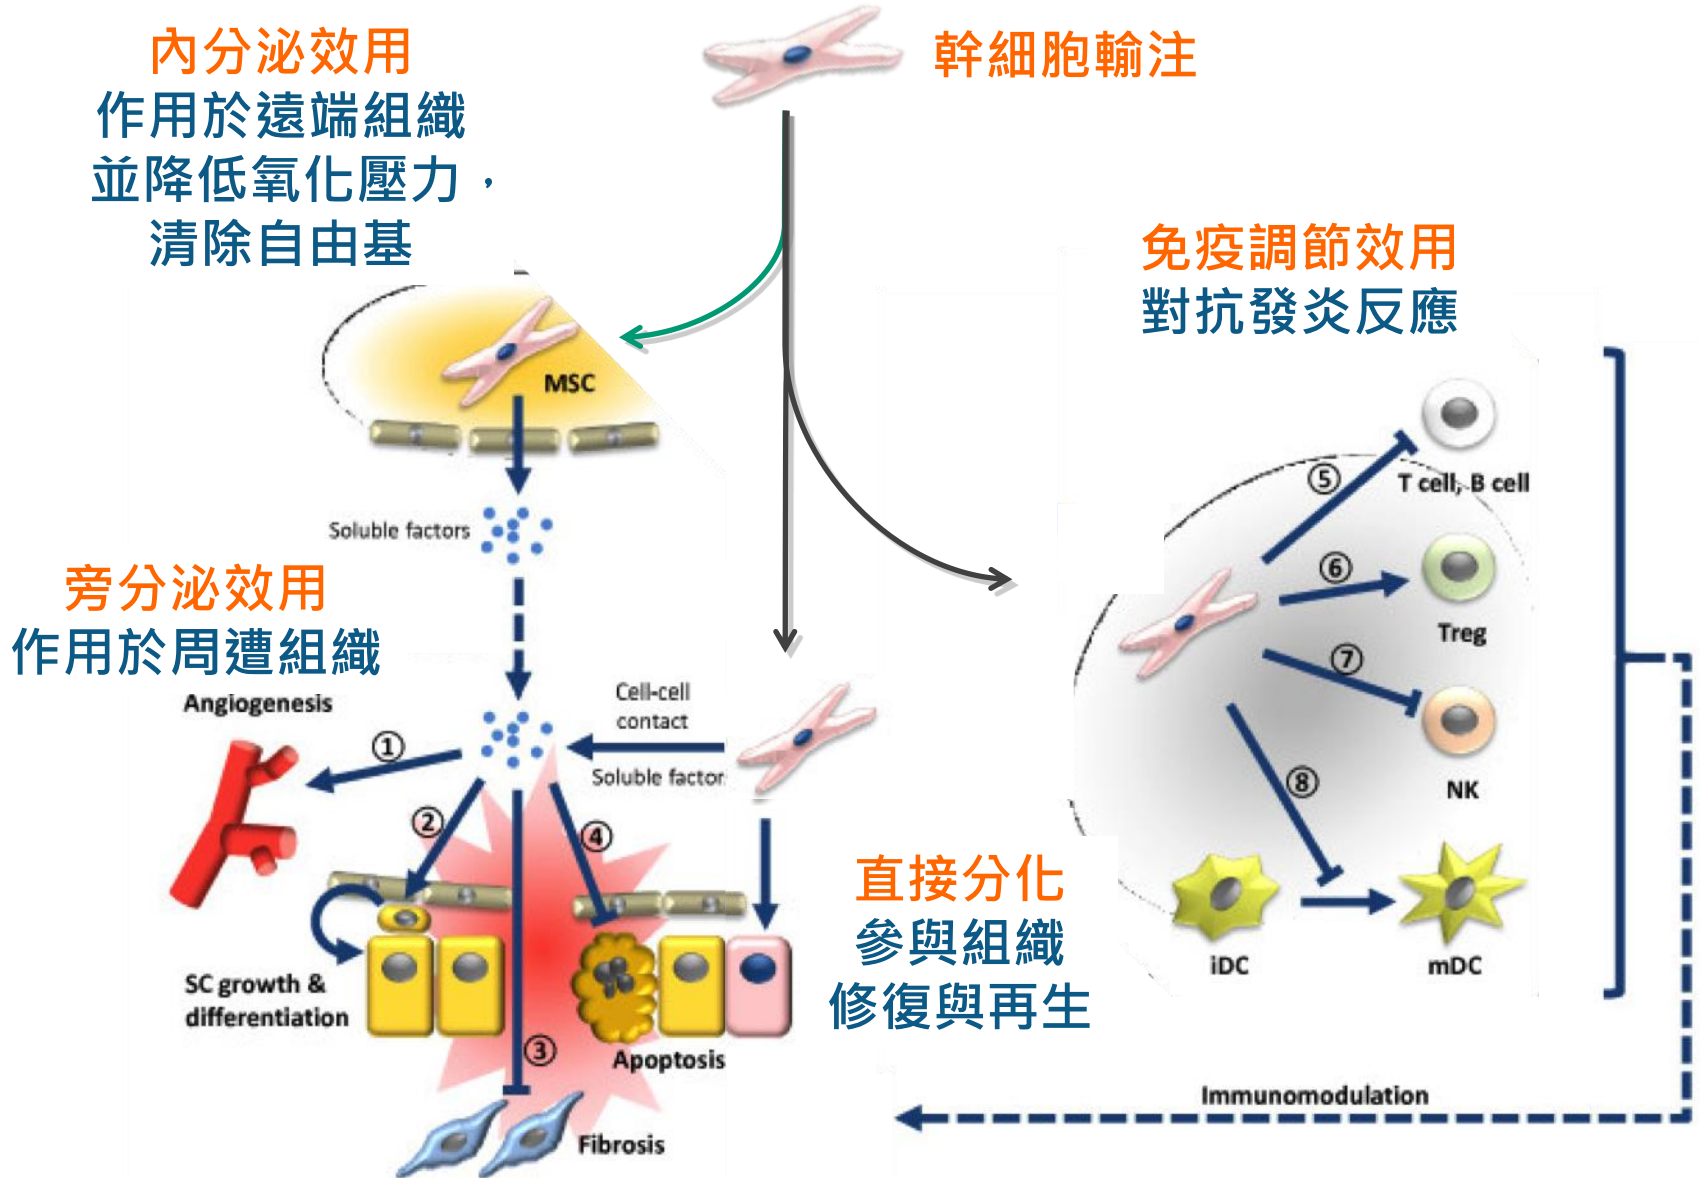 幹細胞輸注
內分泌效用
作用於遠端組織
並降低氧化壓力，
清除自由基
MSC
Soluble factors
旁分泌效用
作用於周遭組織
Angiogenesis
Cell-cell
contact
Soluble factor
①
②
③
④
SC growth &
differentiation
Apoptosis
Fibrosis
直接分化
參與組織
修復與再生
免疫調節效用
對抗發炎反應
⑤
T cell, B cell
⑥
Treg
⑦
NK
⑧
iDC
mDC
Immunomodulation